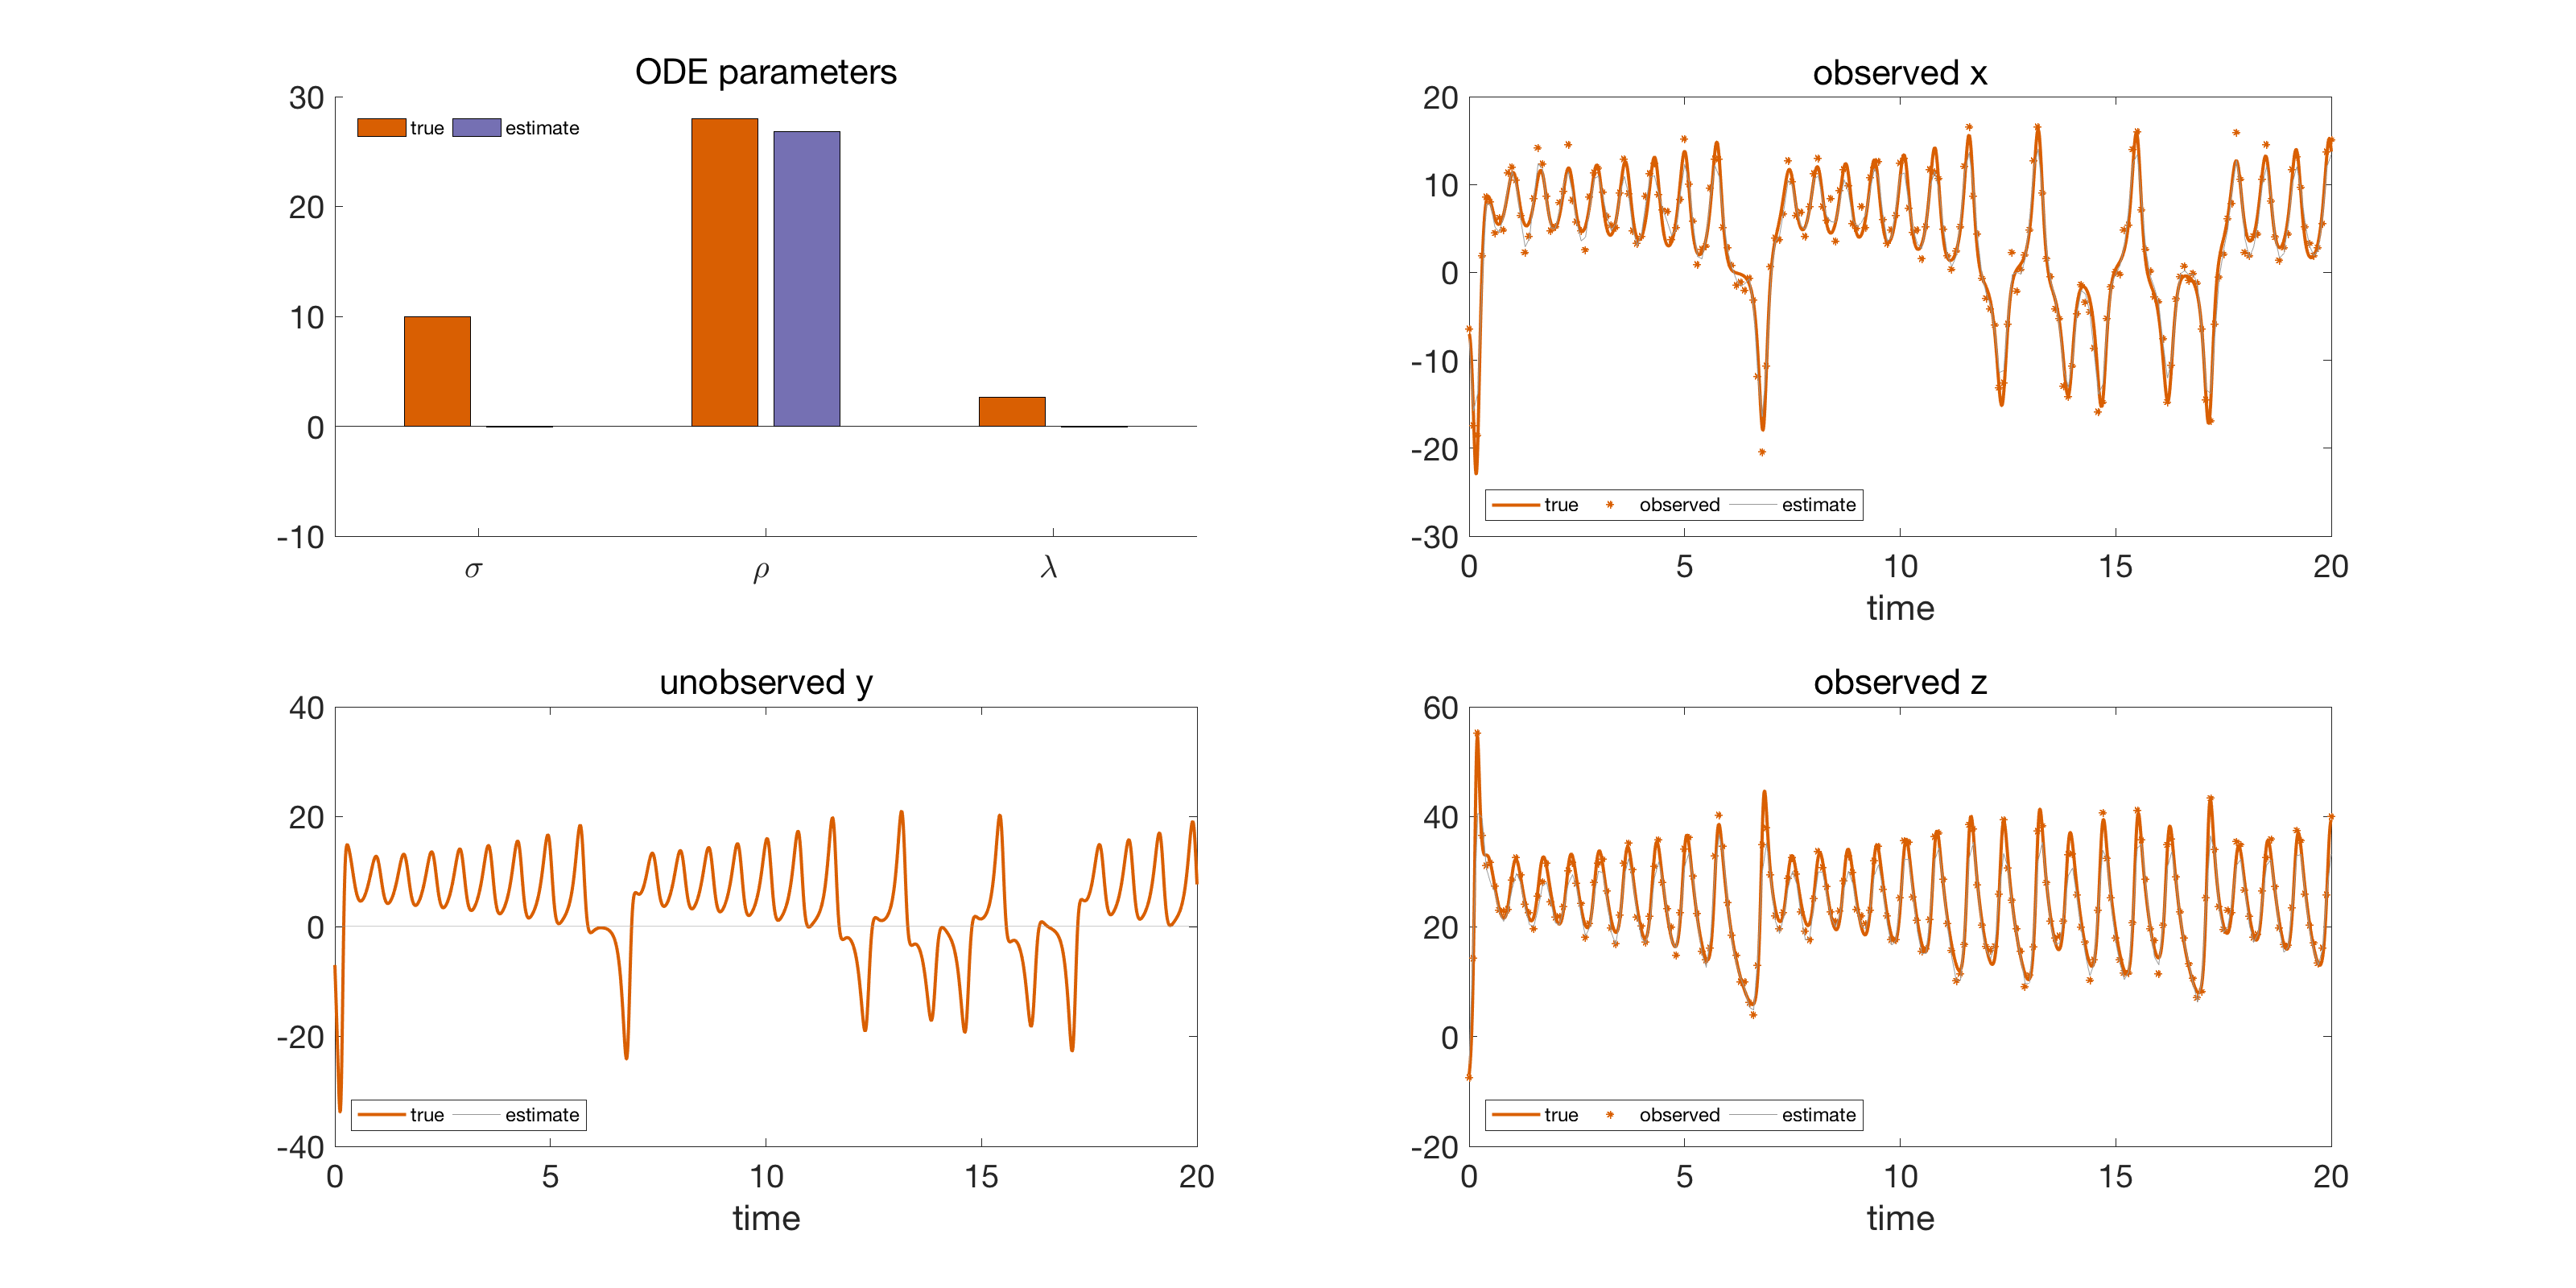 ODE parameters
30
20
10
0
-10
true estimate
σ ρ λ
observed x
20
10
0
-10
-20
-30
true observed estimate
0 5 10 15 20
time
unobserved y
40
20
0
-20
-40
true estimate
0 5 10 15 20
time
observed z
60
40
20
0
-20
true observed estimate
0 5 10 15 20
time